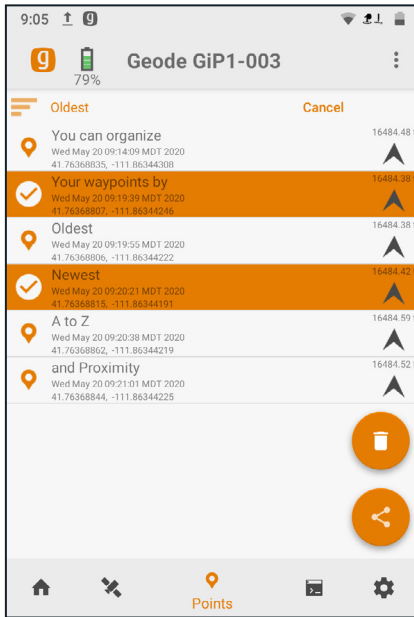 9:05
g
79%
Geode GiP1-003
Oldest
Cancel
You can organize
16484.48
Wed May 20 09:14:09 MDT 2020
41.76368835, -111.86344308
Your waypoints by
16484.38
Wed May 20 09:19:39 MDT 2020
41.76368807, -111.86344246
Oldest
16484.38
Wed May 20 09:19:55 MDT 2020
41.76368806, -111.86344222
Newest
16484.42
Wed May 20 09:20:21 MDT 2020
41.76368815, -111.86344191
A to Z
16484.59
Wed May 20 09:20:38 MDT 2020
41.76368862, -111.86344219
and Proximity
16484.52
Wed May 20 09:21:01 MDT 2020
41.76368844, -111.86344225
Points